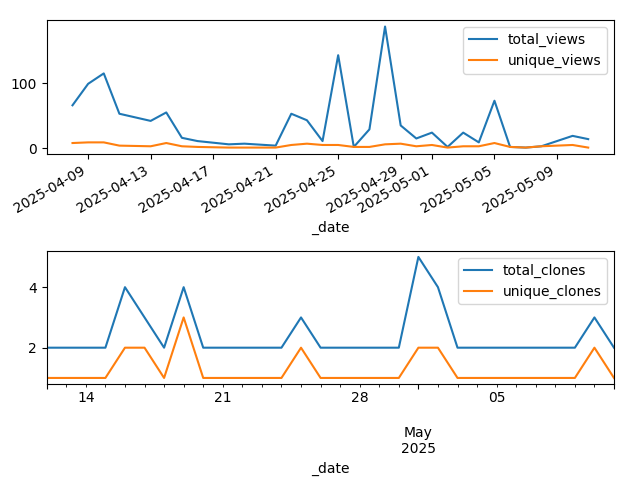 total_views
unique_views
100
0
2025-04-09
2025-04-13
2025-04-17
2025-04-21
2025-04-25
2025-04-29
2025-05-01
2025-05-05
2025-05-09
_date
total_clones
unique_clones
4
2
14
21
28
05
May
2025
_date